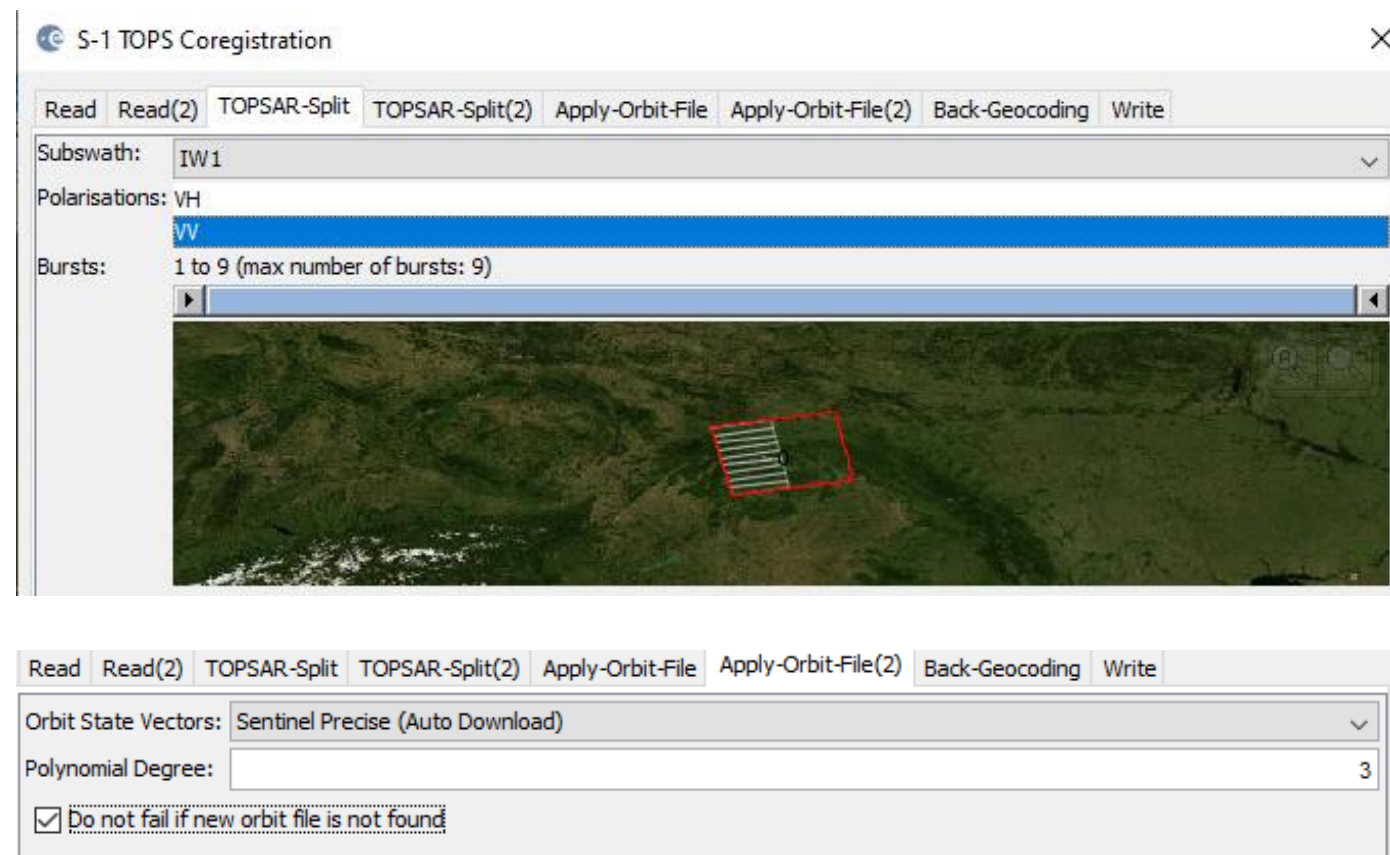 S-1 TOPS Coregistration
Read Read(2) TOPSAR-Split TOPSAR-Split(2) Apply-Orbit-File Apply-Orbit-File(2) Back-Geocoding Write
Subswath: IW1
Polarisations: VH
VV
Bursts: 1 to 9 (max number of bursts: 9)
Read Read(2) TOPSAR-Split TOPSAR-Split(2) Apply-Orbit-File Apply-Orbit-File(2) Back-Geocoding Write
Orbit State Vectors: Sentinel Precise (Auto Download)
Polynomial Degree: 3
Do not fail if new orbit file is not found